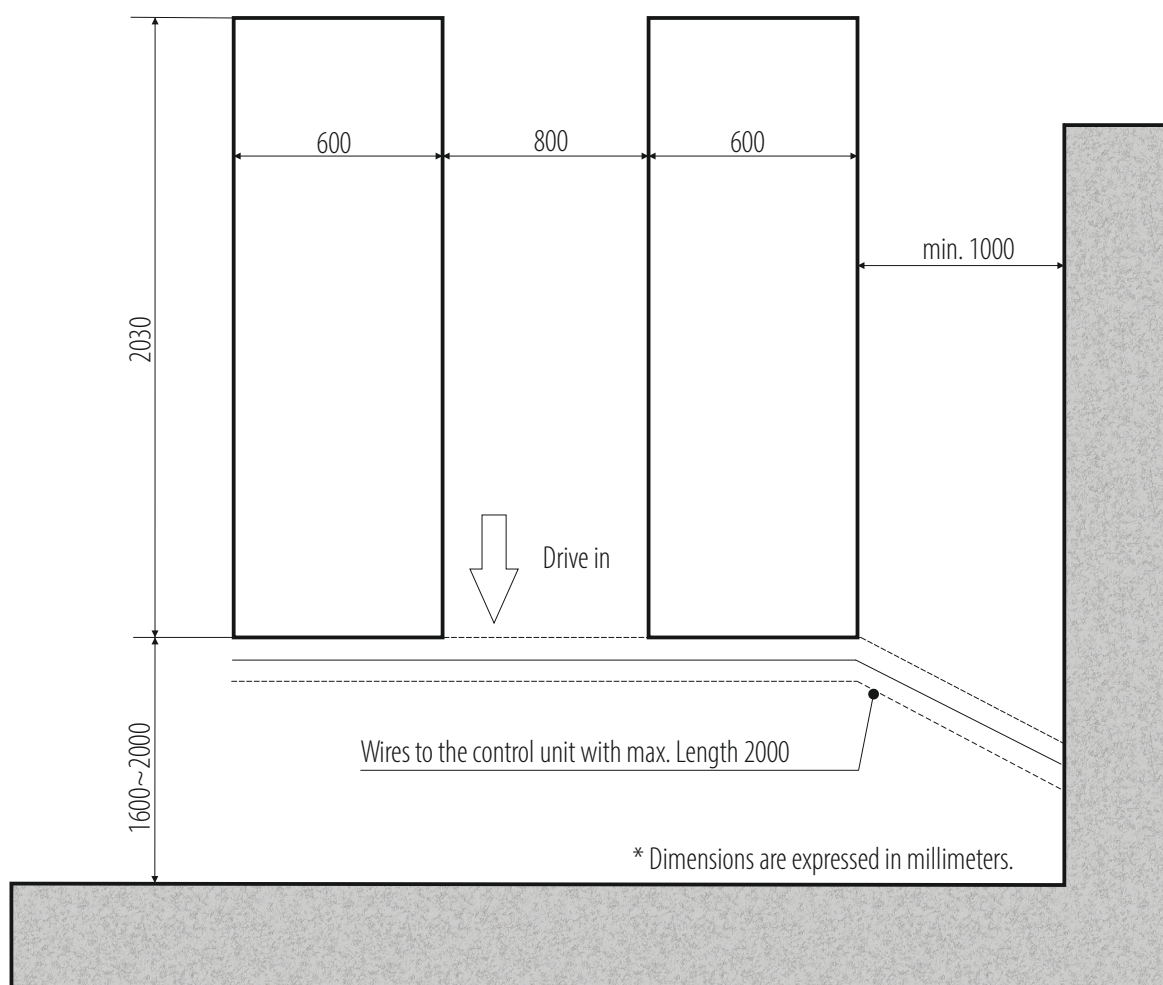 600
800
600
min. 1000
2030
Drive in
Wires to the control unit with max. Length 2000
1600~2000
* Dimensions are expressed in millimeters.